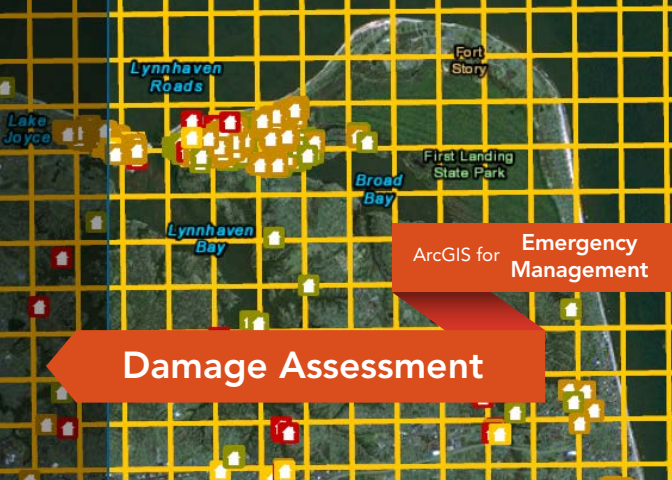 Fort
Story
Lynnhaven
Roads
Lake
Joyce
First Landing
State Park
Broad
Bay
Lynnhaven
Bay
ArcGIS for Emergency
Management
Damage Assessment